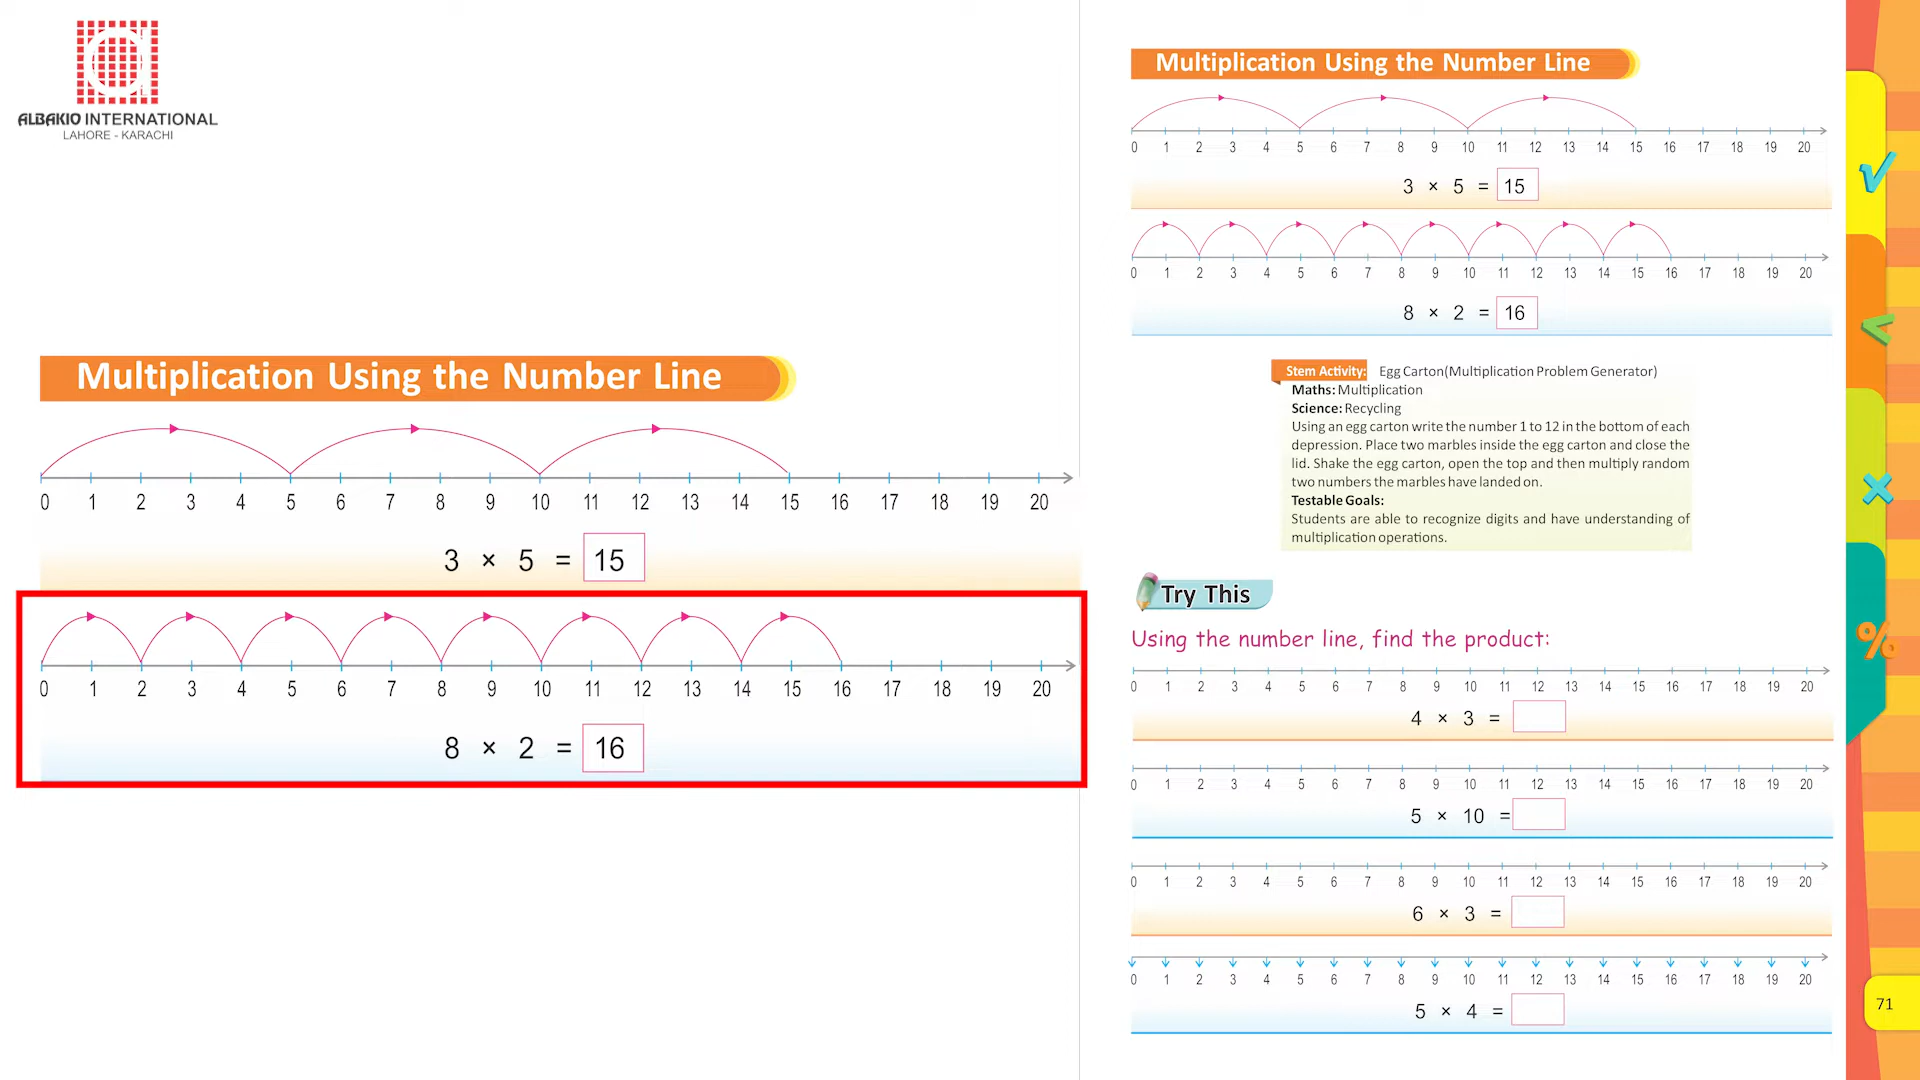 ALBAKIO INTERNATIONAL
LAHORE - KARACHI
Multiplication Using the Number Line
0 1 2 3 4 5 6 7 8 9 10 11 12 13 14 15 16 17 18 19 20
3 × 5 = 15
0 1 2 3 4 5 6 7 8 9 10 11 12 13 14 15 16 17 18 19 20
8 × 2 = 16
Multiplication Using the Number Line
0 1 2 3 4 5 6 7 8 9 10 11 12 13 14 15 16 17 18 19 20
3 × 5 = 15
0 1 2 3 4 5 6 7 8 9 10 11 12 13 14 15 16 17 18 19 20
8 × 2 = 16
Stem Activity: Egg Carton(Multiplication Problem Generator)
Maths: Multiplication
Science: Recycling
Using an egg carton write the number 1 to 12 in the bottom of each
depression. Place two marbles inside the egg carton and close the
lid. Shake the egg carton, open the top and then multiply random
two numbers the marbles have landed on.
Testable Goals:
Students are able to recognize digits and have understanding of
multiplication operations.
Try This
Using the number line, find the product:
0 1 2 3 4 5 6 7 8 9 10 11 12 13 14 15 16 17 18 19 20
4 × 3 =
0 1 2 3 4 5 6 7 8 9 10 11 12 13 14 15 16 17 18 19 20
5 × 10 =
0 1 2 3 4 5 6 7 8 9 10 11 12 13 14 15 16 17 18 19 20
6 × 3 =
0 1 2 3 4 5 6 7 8 9 10 11 12 13 14 15 16 17 18 19 20
5 × 4 =
√
<
×
%
71